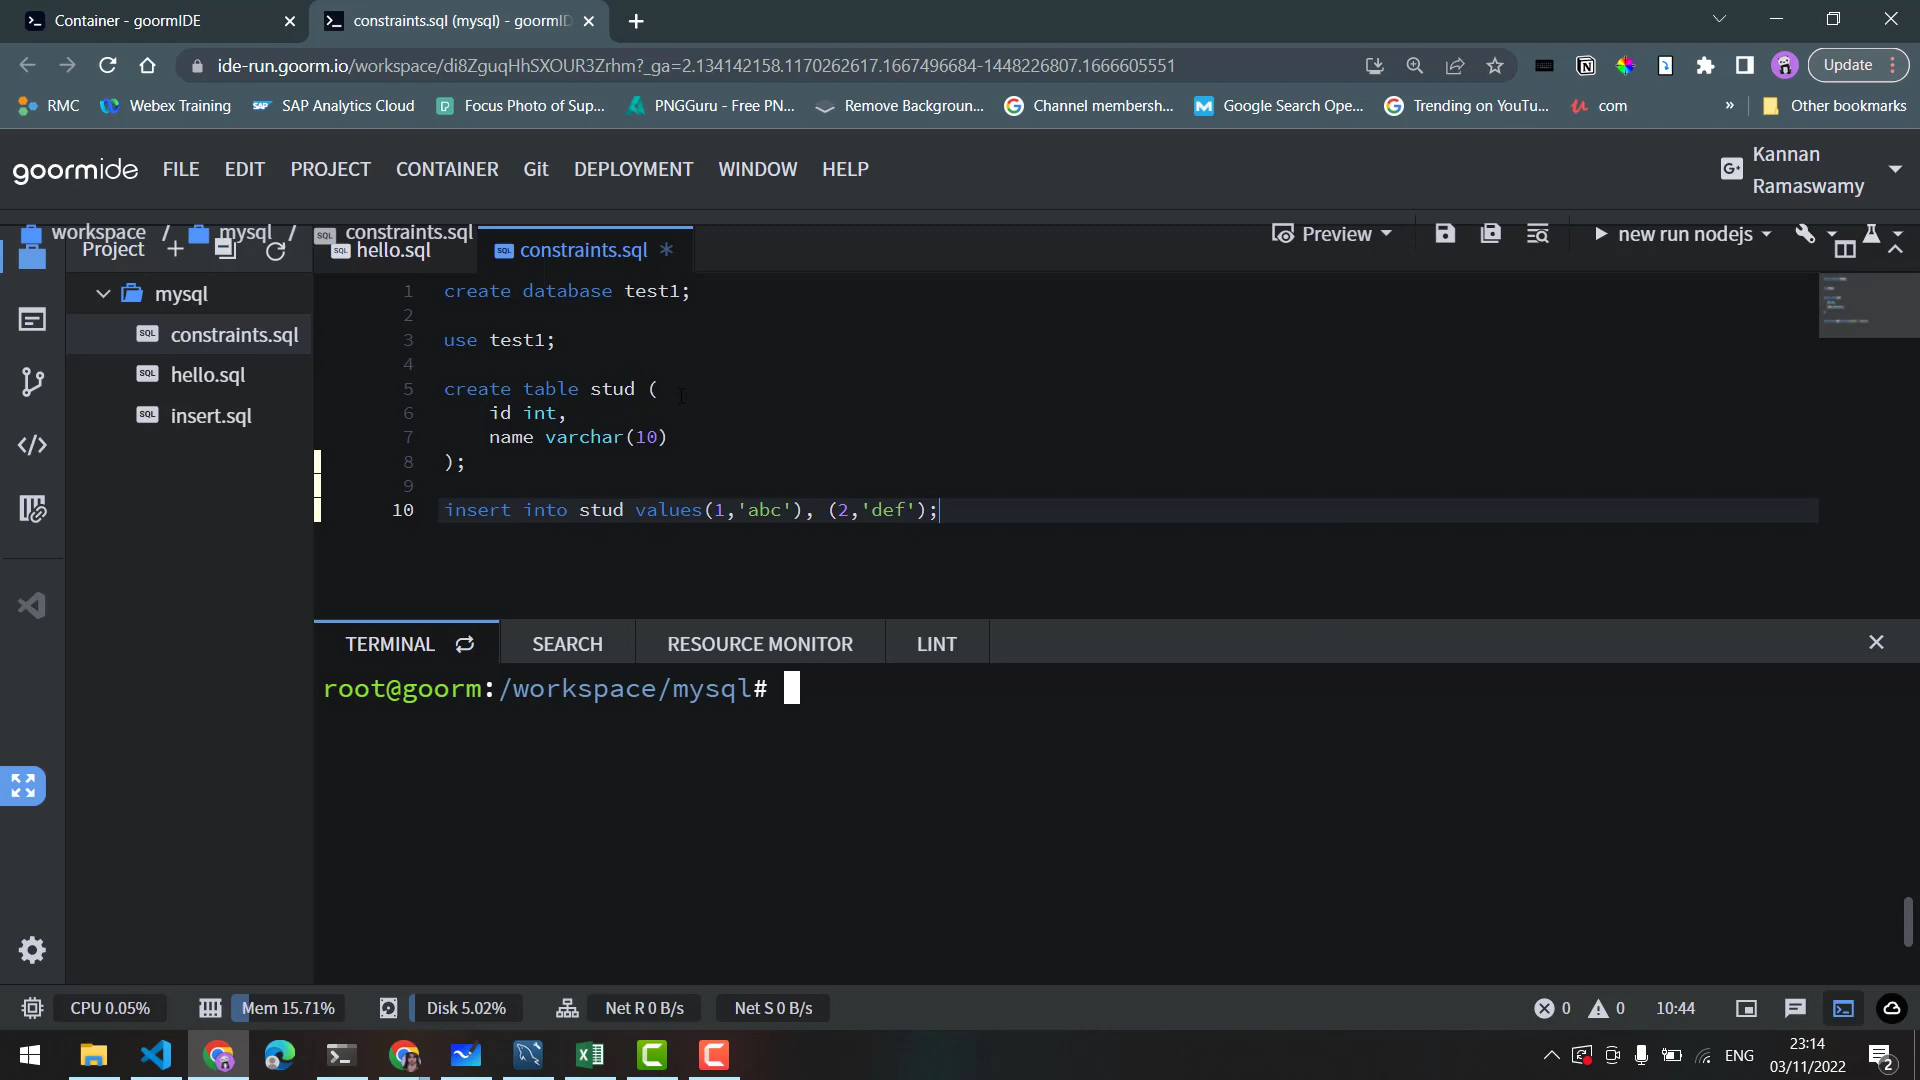 Container - goormIDE
constraints.sql (mysql) - goormID
ide-run.goorm.io/workspace/di8ZguqHhSXOUR3Zrhm?_ga=2.134142158.1170262617.1667496684-1448226807.1666605551
Update
RMC
Webex Training
SAP Analytics Cloud
Focus Photo of Sup...
PNGGuru - Free PN...
Remove Backgroun...
Channel membersh...
Google Search Ope...
Trending on YouTu...
com
»
Other bookmarks
goormide
FILE
EDIT
PROJECT
CONTAINER
Git
DEPLOYMENT
WINDOW
HELP
G+
Kannan
Ramaswamy
workspace / mysql / constraints.sql
Preview
new run nodejs
Project
hello.sql
constraints.sql *
mysql
SQL constraints.sql
SQL hello.sql
SQL insert.sql
1 create database test1;
2
3 use test1;
4
5 create table stud (
6 id int,
7 name varchar(10)
8 );
9
10 insert into stud values(1,'abc'), (2,'def');
TERMINAL
SEARCH
RESOURCE MONITOR
LINT
root@goorm:/workspace/mysql#
CPU 0.05%
Mem 15.71%
Disk 5.02%
Net R 0 B/s
Net S 0 B/s
0
0
10:44
ENG
23:14
03/11/2022
2